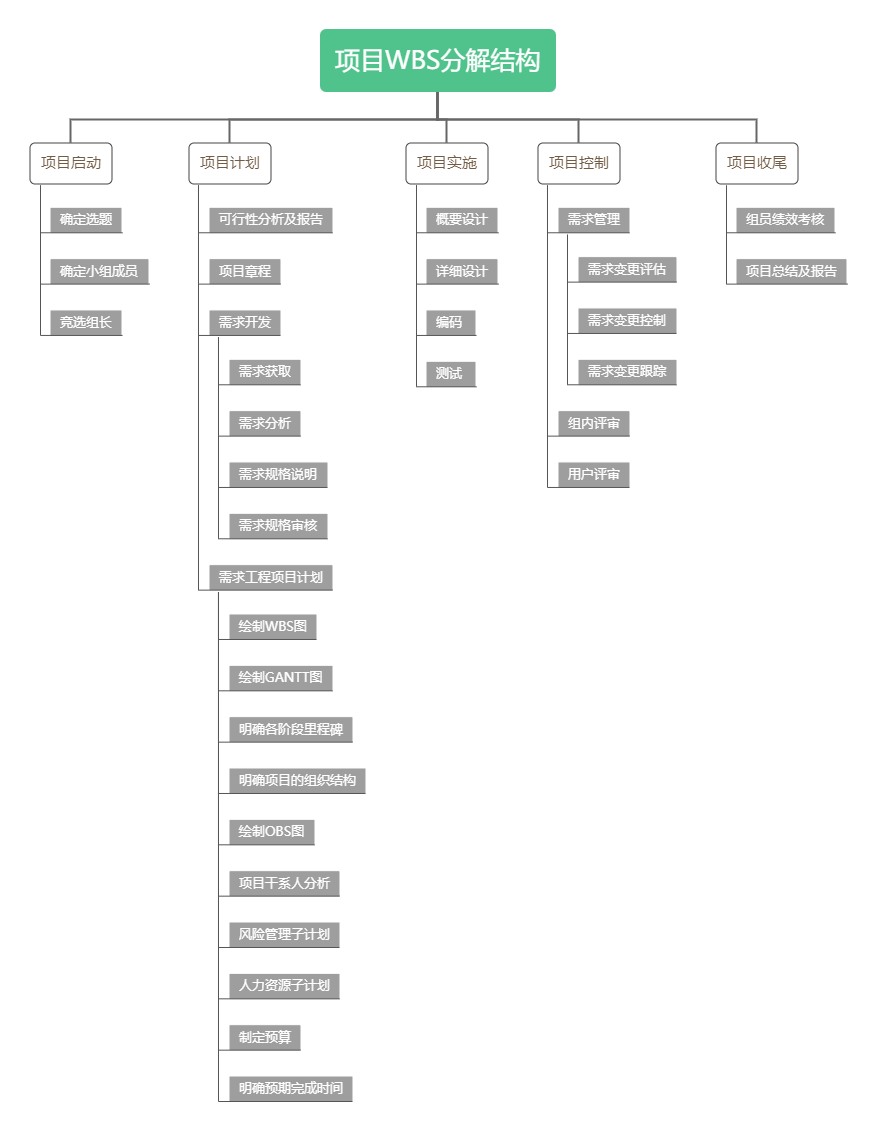 项目WBS分解结构
项目启动
确定选题
确定小组成员
竞选组长
项目计划
可行性分析及报告
项目章程
需求开发
需求获取
需求分析
需求规格说明
需求规格审核
需求工程项目计划
绘制WBS图
绘制GANTT图
明确各阶段里程碑
明确项目的组织结构
绘制OBS图
项目干系人分析
风险管理子计划
人力资源子计划
制定预算
明确预期完成时间
项目实施
概要设计
详细设计
编码
测试
项目控制
需求管理
需求变更评估
需求变更控制
需求变更跟踪
组内评审
用户评审
项目收尾
组员绩效考核
项目总结及报告